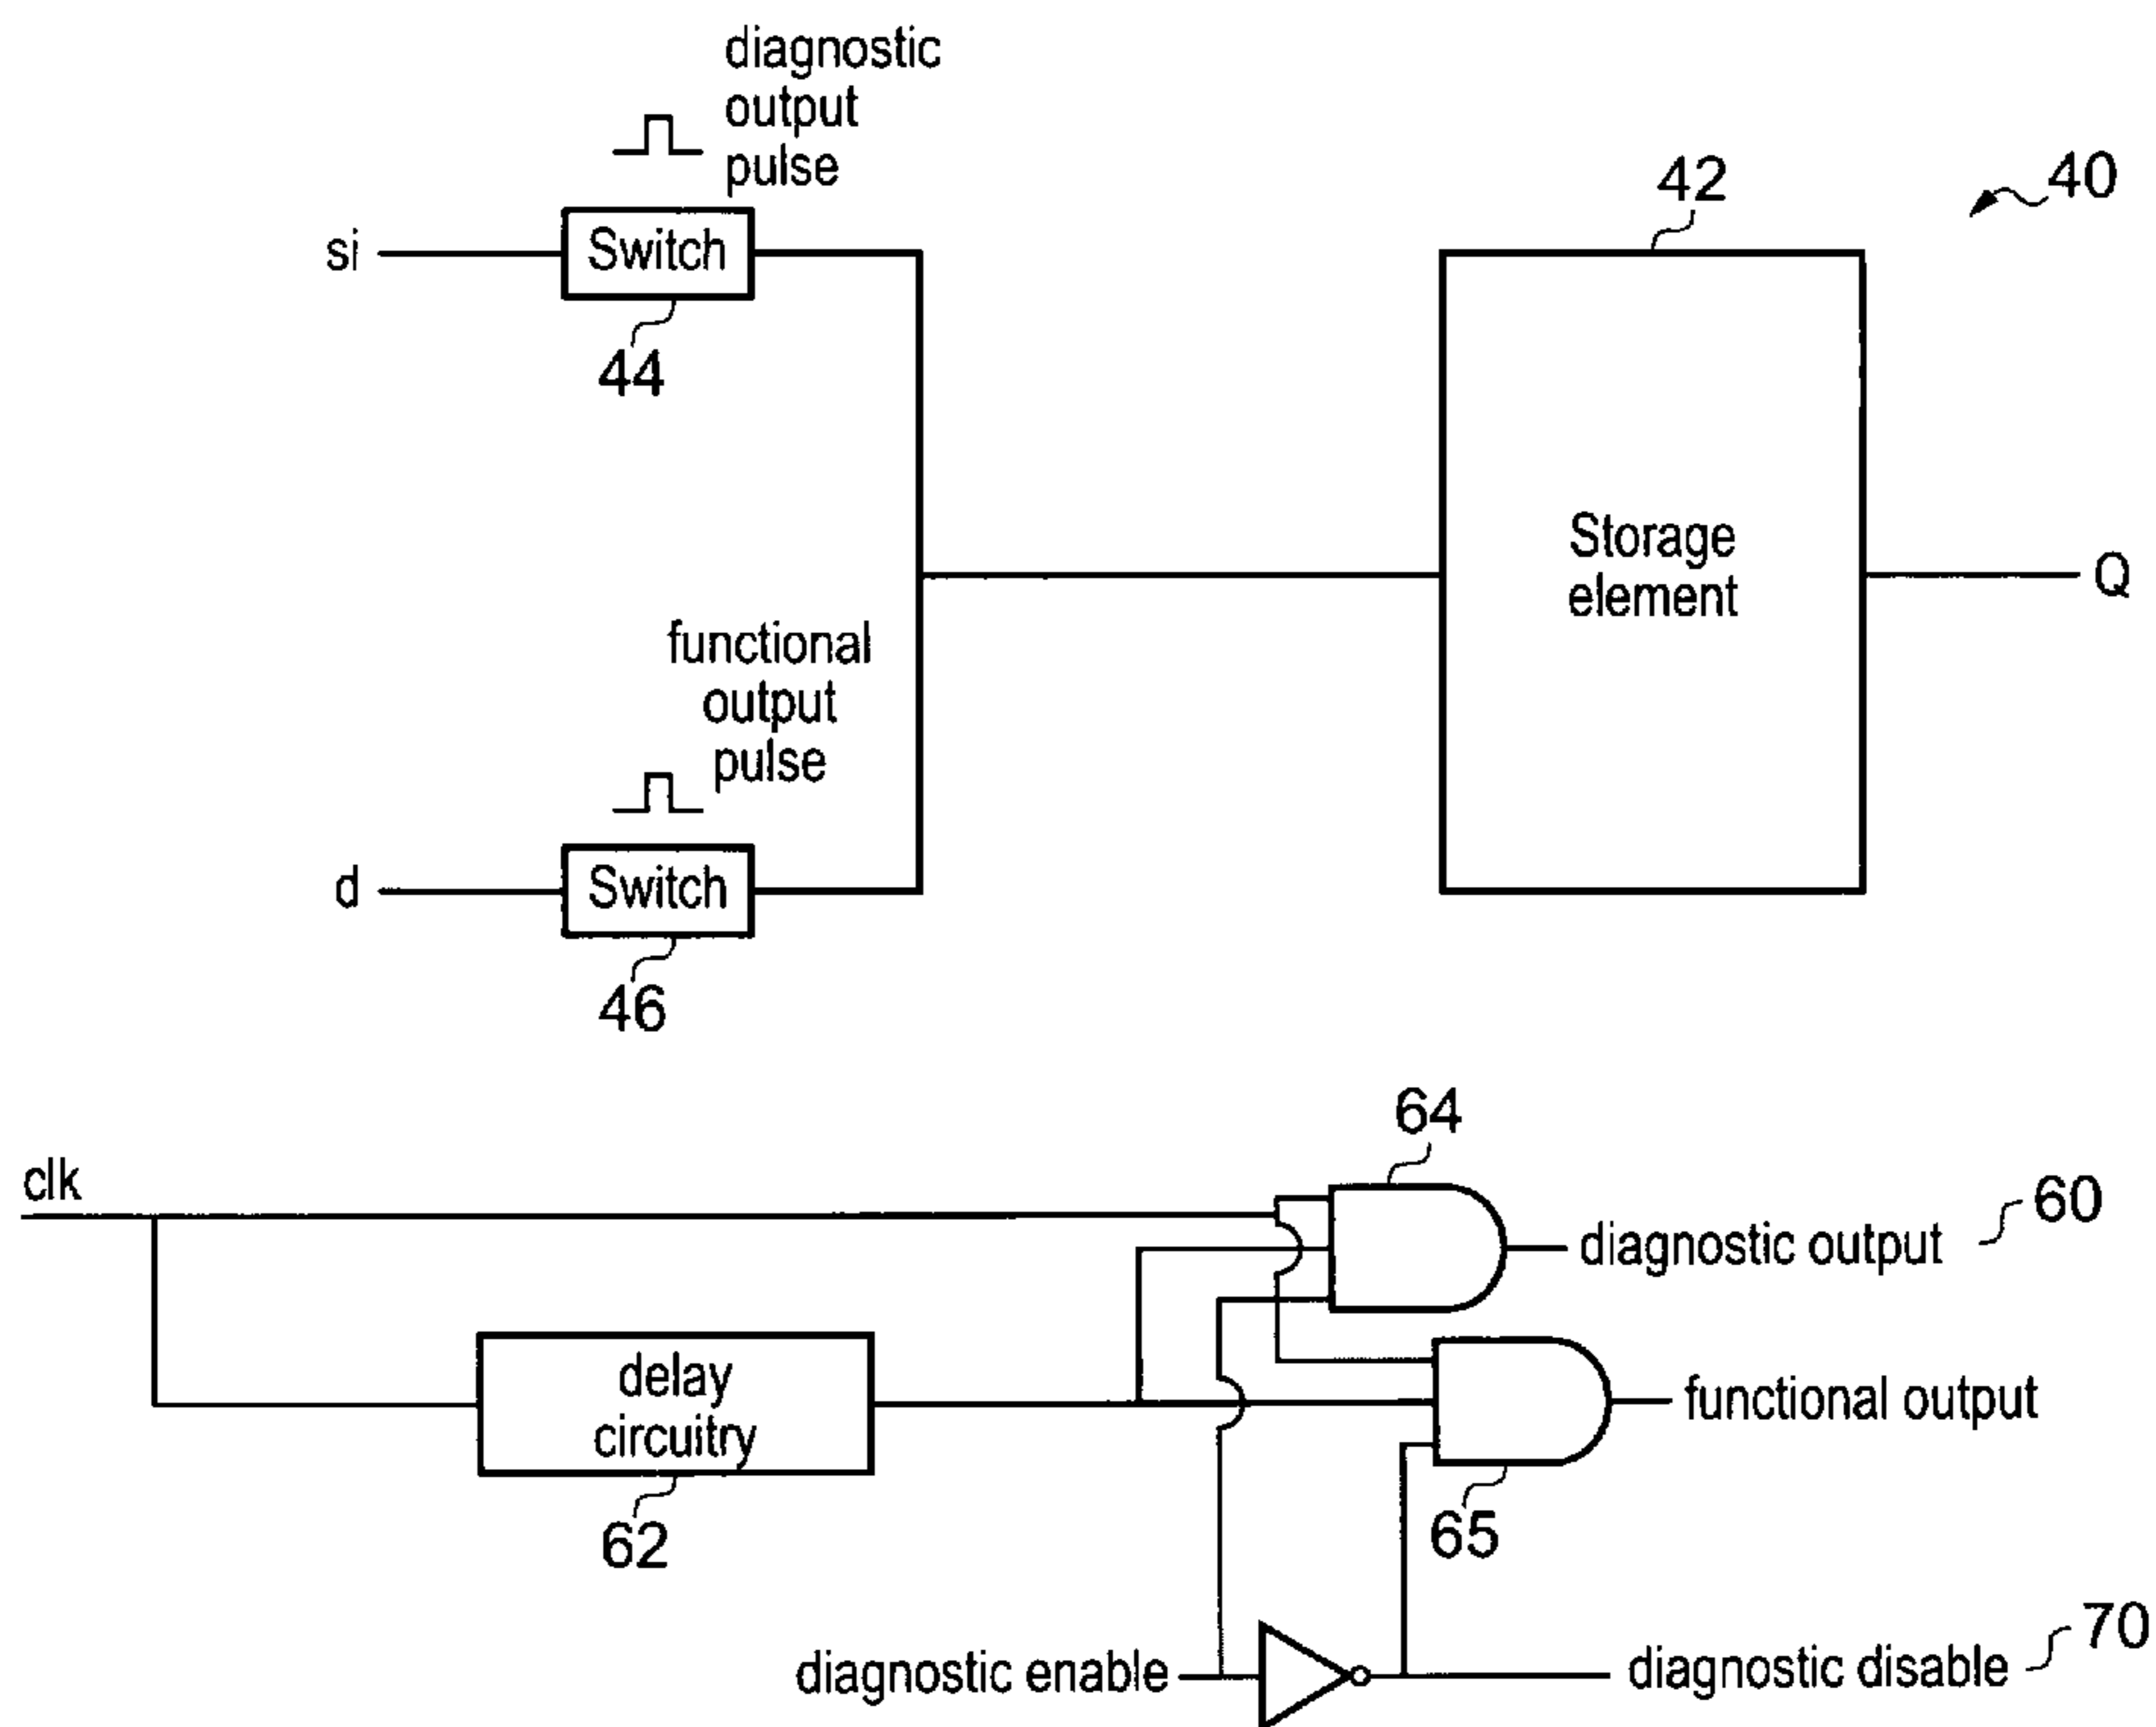 diagnostic
output
pulse
42
40
si
Switch
44
Storage
element
Q
functional
output
pulse
d
Switch
46
64
clk
60
diagnostic output
delay
circuitry
functional output
62
65
70
diagnostic enable
diagnostic disable